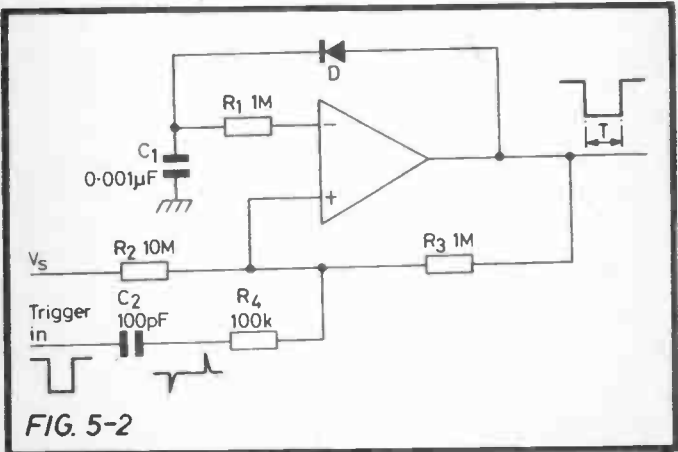 D
R1 1M
C1
0·001μF
−
+
T
R2 10M
R3 1M
Vs
Trigger
in
C2
100pF
R4
100k
FIG. 5-2